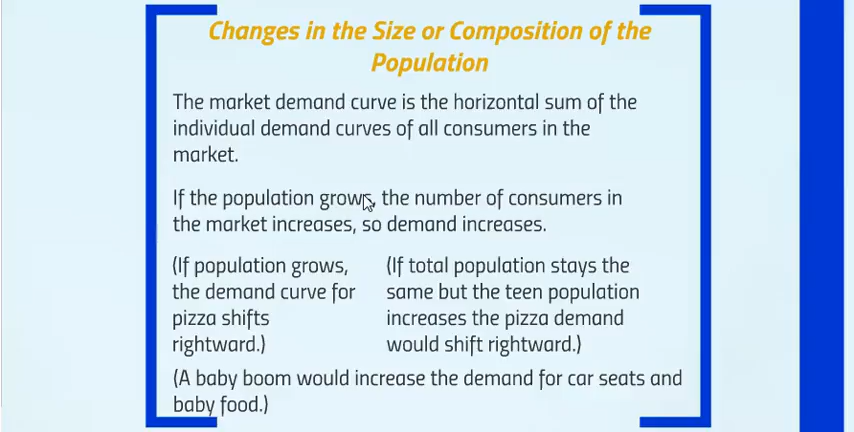 Changes in the Size or Composition of the
Population
The market demand curve is the horizontal sum of the
individual demand curves of all consumers in the
market.
If the population grows, the number of consumers in
the market increases, so demand increases.
(If population grows,
the demand curve for
pizza shifts
rightward.)
(If total population stays the
same but the teen population
increases the pizza demand
would shift rightward.)
(A baby boom would increase the demand for car seats and
baby food.)